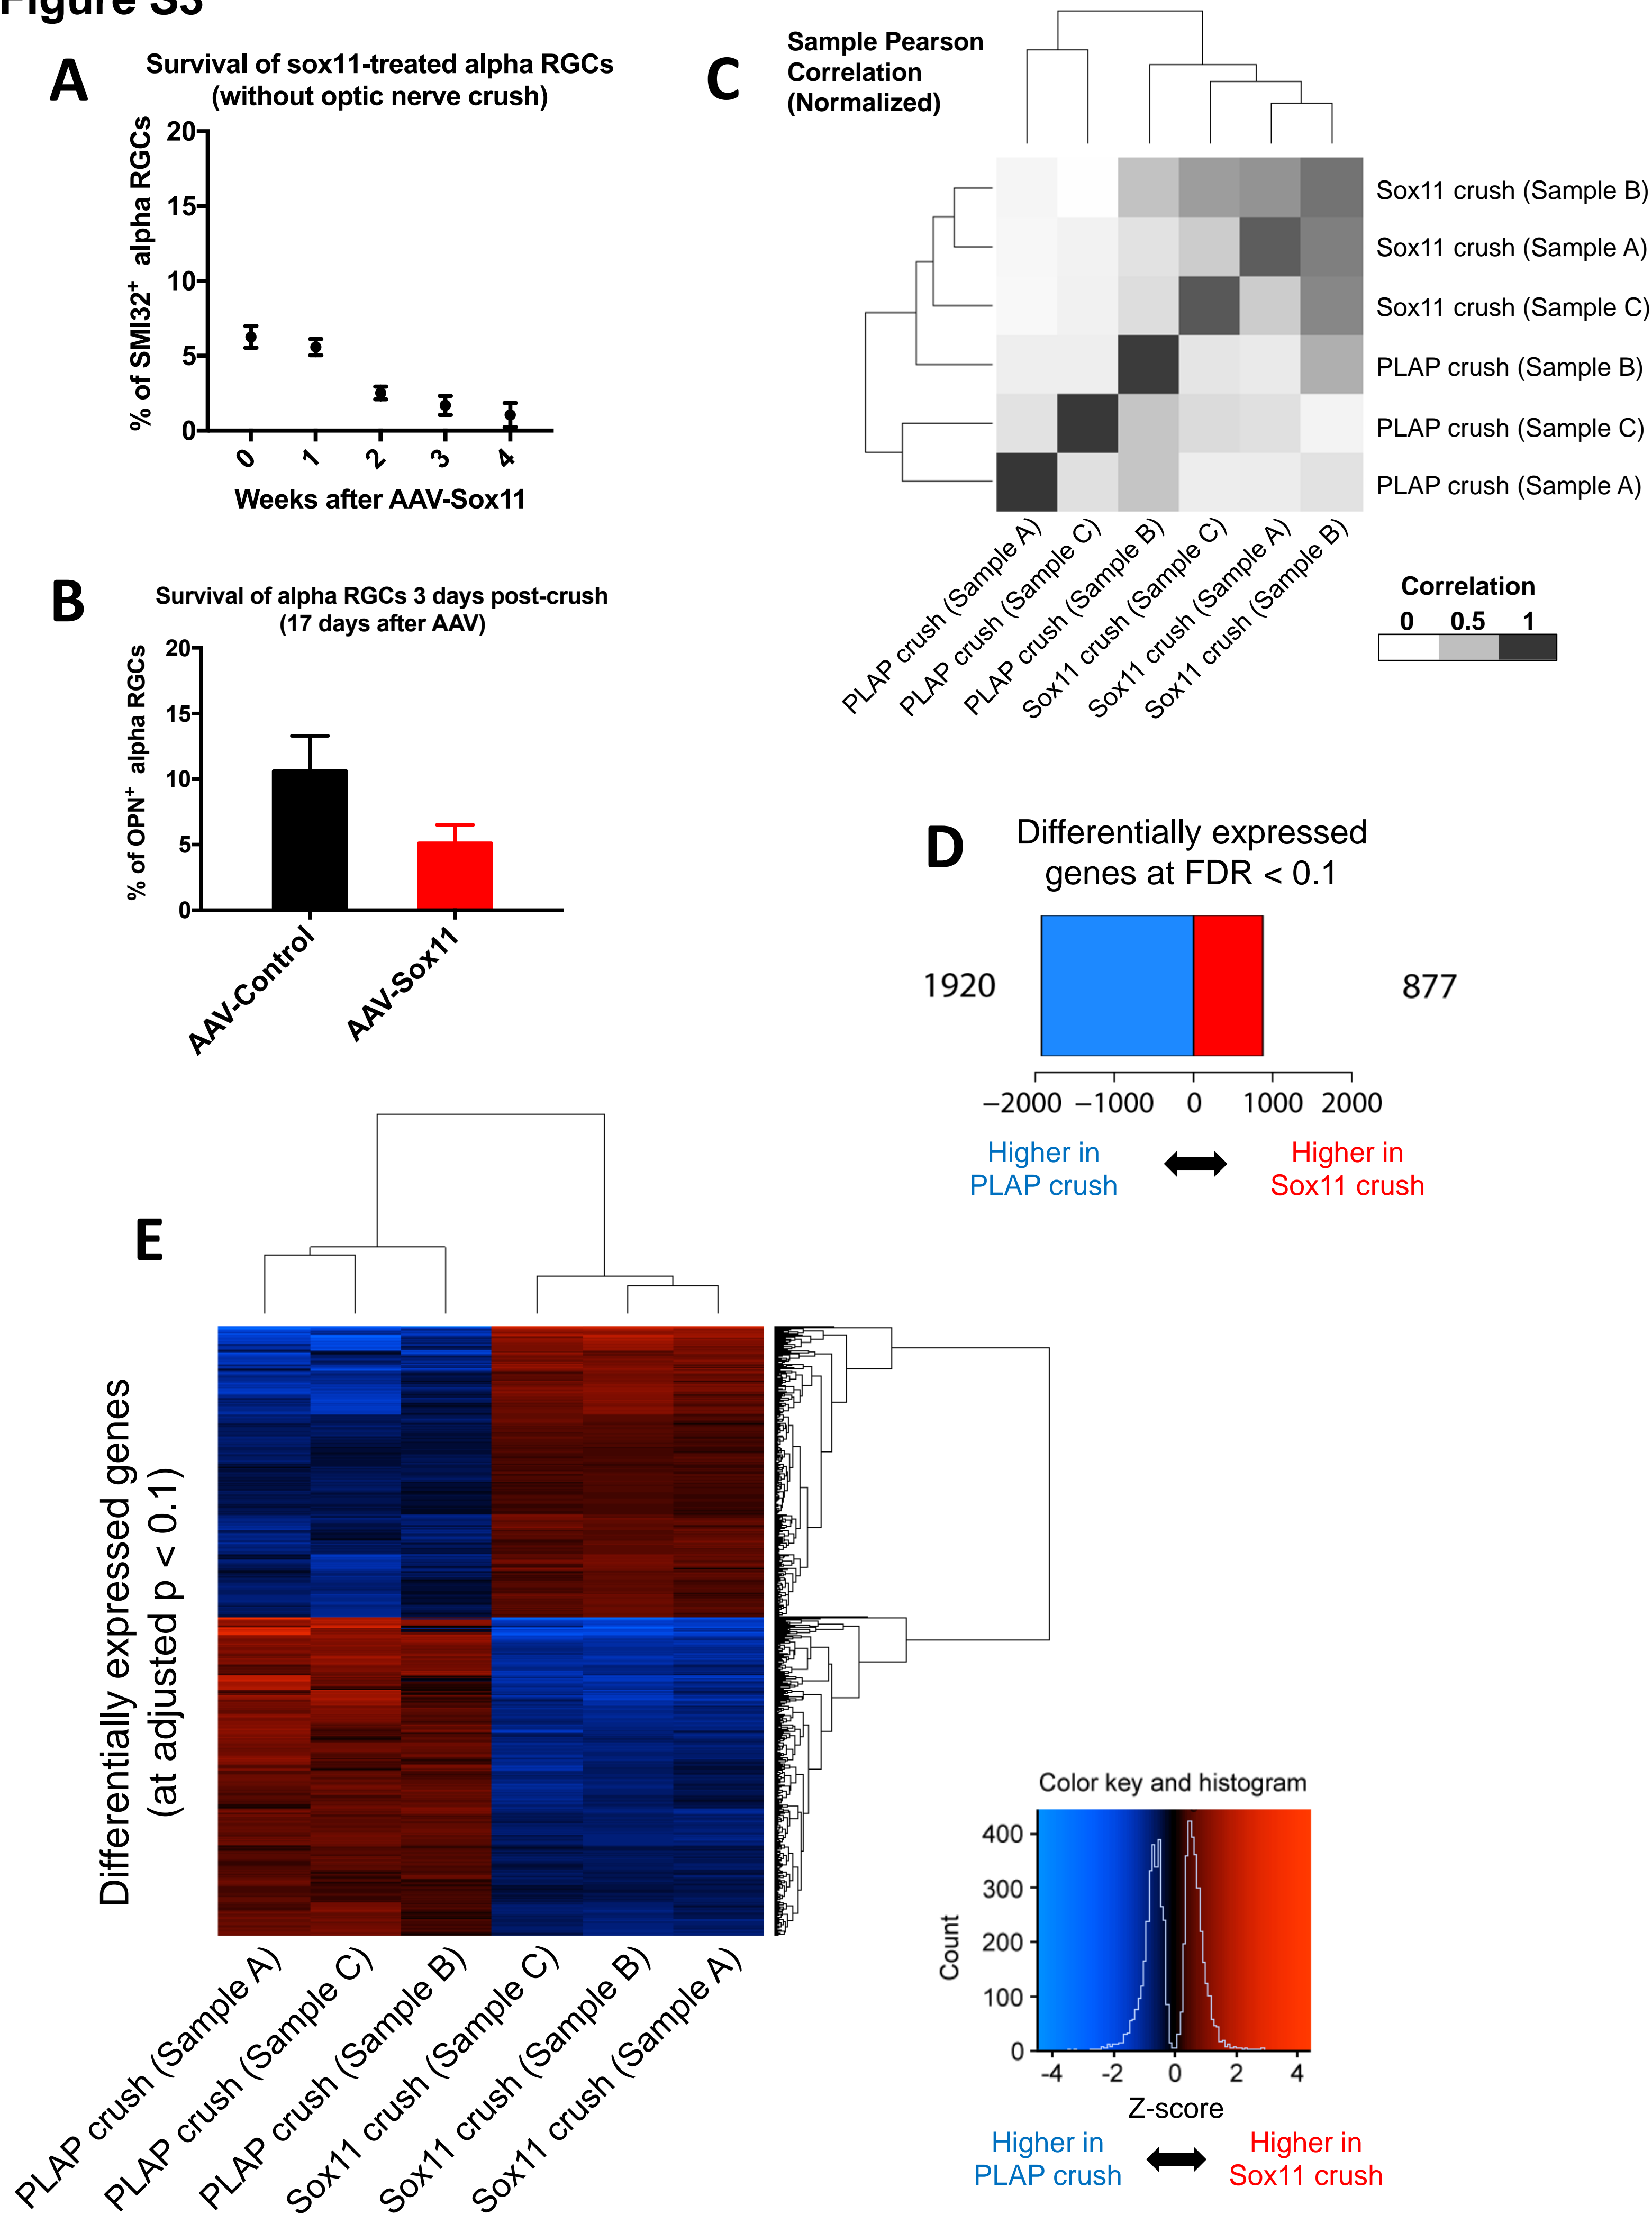 Figure S3
A
Survival of sox11-treated alpha RGCs
(without optic nerve crush)
% of SMI32+ alpha RGCs
20
15
10
5
0
0 1 2 3 4
Weeks after AAV-Sox11
B
Survival of alpha RGCs 3 days post-crush
(17 days after AAV)
% of OPN+ alpha RGCs
20
15
10
5
0
AAV-Control
AAV-Sox11
C
Sample Pearson
Correlation
(Normalized)
Sox11 crush (Sample B)
Sox11 crush (Sample A)
Sox11 crush (Sample C)
PLAP crush (Sample B)
PLAP crush (Sample C)
PLAP crush (Sample A)
PLAP crush (Sample A)
PLAP crush (Sample C)
PLAP crush (Sample B)
Sox11 crush (Sample C)
Sox11 crush (Sample A)
Sox11 crush (Sample B)
Correlation
0 0.5 1
D
Differentially expressed
genes at FDR < 0.1
1920
877
−2000 −1000 0 1000 2000
Higher in
PLAP crush
Higher in
Sox11 crush
E
Differentially expressed genes
(at adjusted p < 0.1)
PLAP crush (Sample A)
PLAP crush (Sample C)
PLAP crush (Sample B)
Sox11 crush (Sample C)
Sox11 crush (Sample B)
Sox11 crush (Sample A)
Color key and histogram
Count
400
300
200
100
0
-4 -2 0 2 4
Z-score
Higher in
PLAP crush
Higher in
Sox11 crush